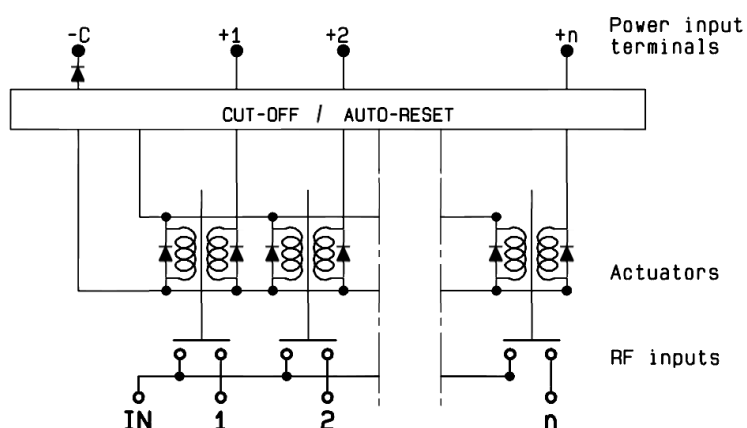 -C +1 +2 +n Power input
terminals
CUT-OFF / AUTO-RESET
Actuators
RF inputs
IN 1 2 n